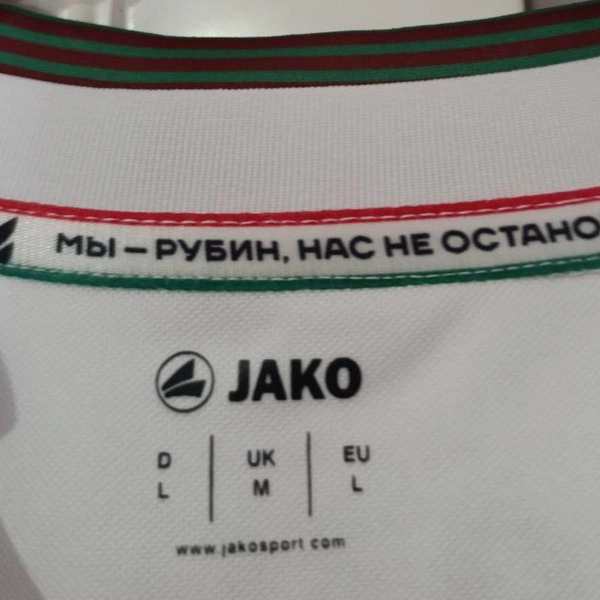 МЫ – РУБИН, НАС НЕ ОСТАНО
JAKO
D UK EU
L M L
www.jakosport com